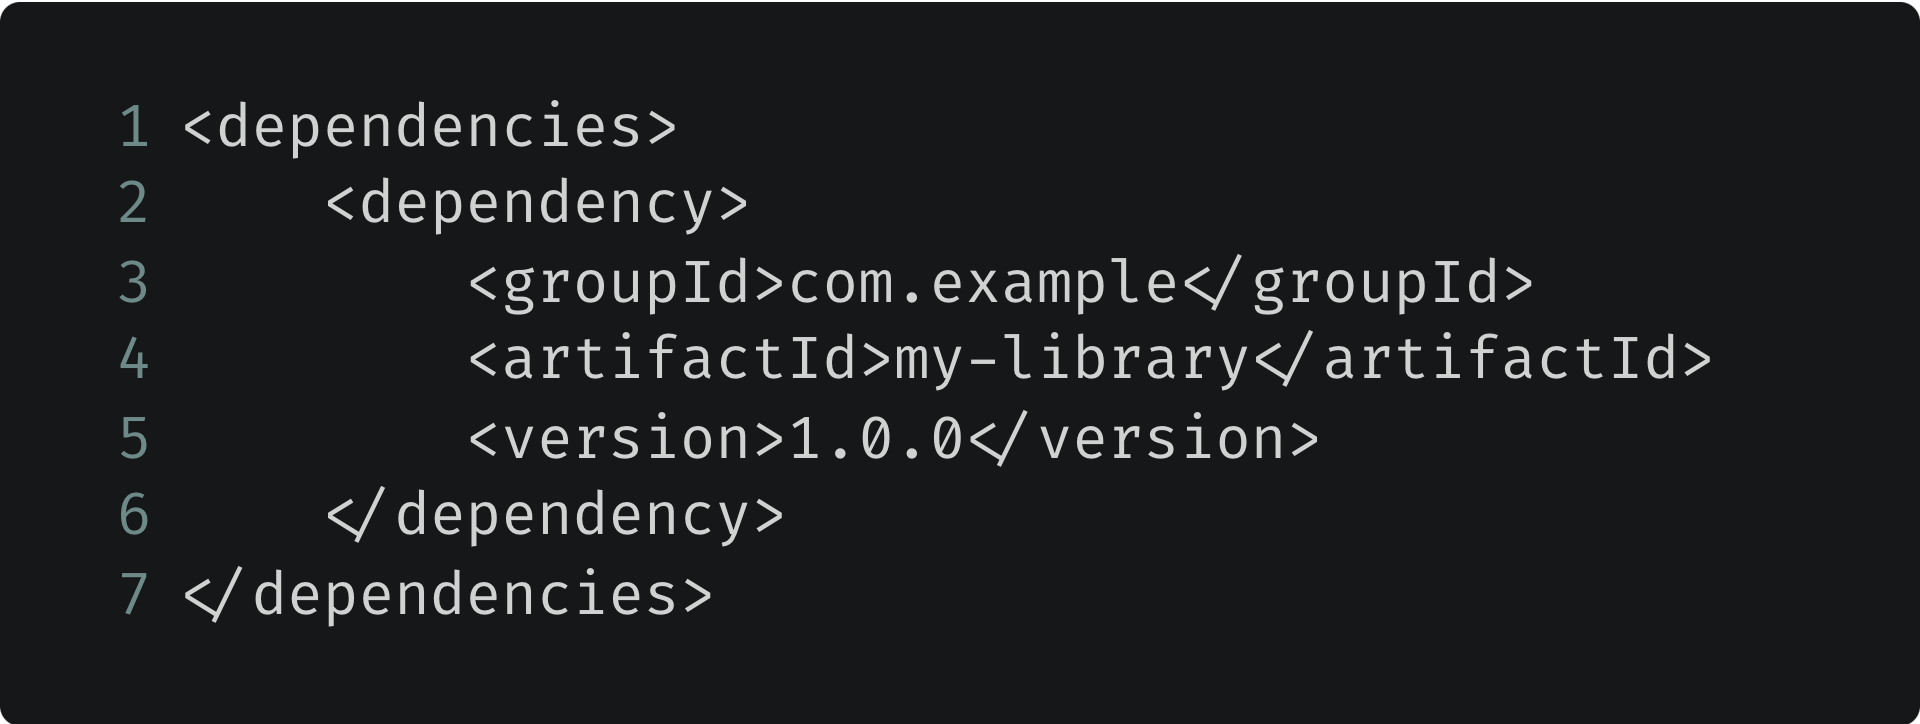 1 <dependencies>
2     <dependency>
3         <groupId>com.example</groupId>
4         <artifactId>my-library</artifactId>
5         <version>1.0.0</version>
6     </dependency>
7 </dependencies>